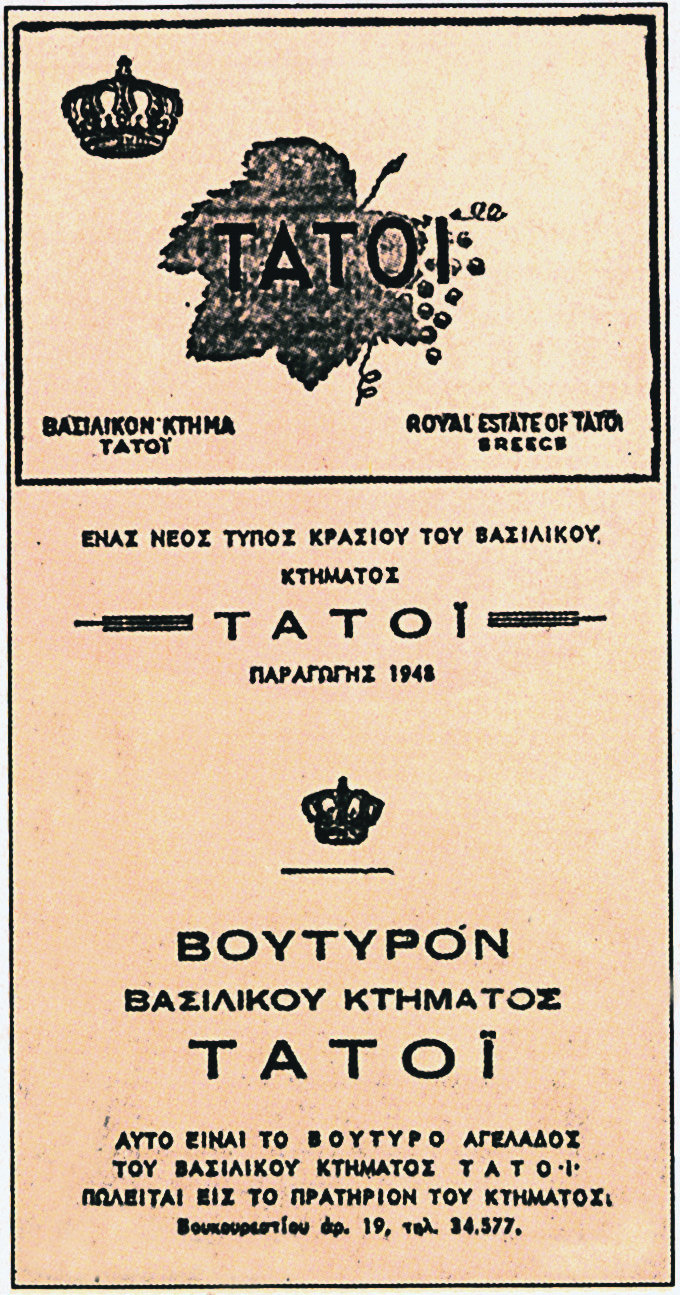 ΤΑΤΟΙ
ΒΑΣΙΛΙΚΟΝ ΚΤΗΜΑ
ΤΑΤΟΪ
ROYAL ESTATE OF TATOI
GREECE
ΕΝΑΣ ΝΕΟΣ ΤΥΠΟΣ ΚΡΑΣΙΟΥ ΤΟΥ ΒΑΣΙΛΙΚΟΥ
ΚΤΗΜΑΤΟΣ
ΤΑΤΟΪ
ΠΑΡΑΓΩΓΗΣ 1948
ΒΟΥΤΥΡΟΝ
ΒΑΣΙΛΙΚΟΥ ΚΤΗΜΑΤΟΣ
ΤΑΤΟΪ
ΑΥΤΟ ΕΙΝΑΙ ΤΟ ΒΟΥΤΥΡΟ ΑΓΕΛΑΔΟΣ
ΤΟΥ ΒΑΣΙΛΙΚΟΥ ΚΤΗΜΑΤΟΣ ΤΑΤΟ·Ι·
ΠΩΛΕΙΤΑΙ ΕΙΣ ΤΟ ΠΡΑΤΗΡΙΟΝ ΤΟΥ ΚΤΗΜΑΤΟΣ:
Βουκουρεστίου άρ. 19, τηλ. 34.577.